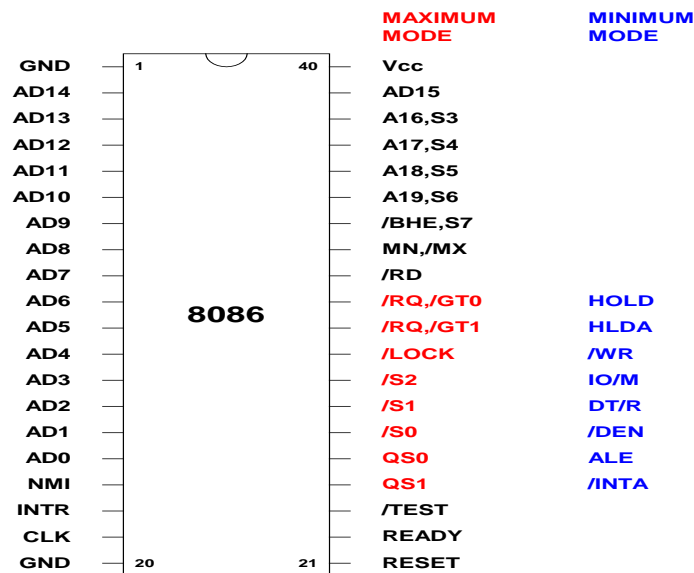 MAXIMUM MINIMUM
MODE MODE
GND 1 40 Vcc
AD14 AD15
AD13 A16,S3
AD12 A17,S4
AD11 A18,S5
AD10 A19,S6
AD9 /BHE,S7
AD8 MN,/MX
AD7 /RD
AD6 /RQ,/GT0 HOLD
8086
AD5 /RQ,/GT1 HLDA
AD4 /LOCK /WR
AD3 /S2 IO/M
AD2 /S1 DT/R
AD1 /S0 /DEN
AD0 QS0 ALE
NMI QS1 /INTA
INTR /TEST
CLK READY
GND 20 21 RESET